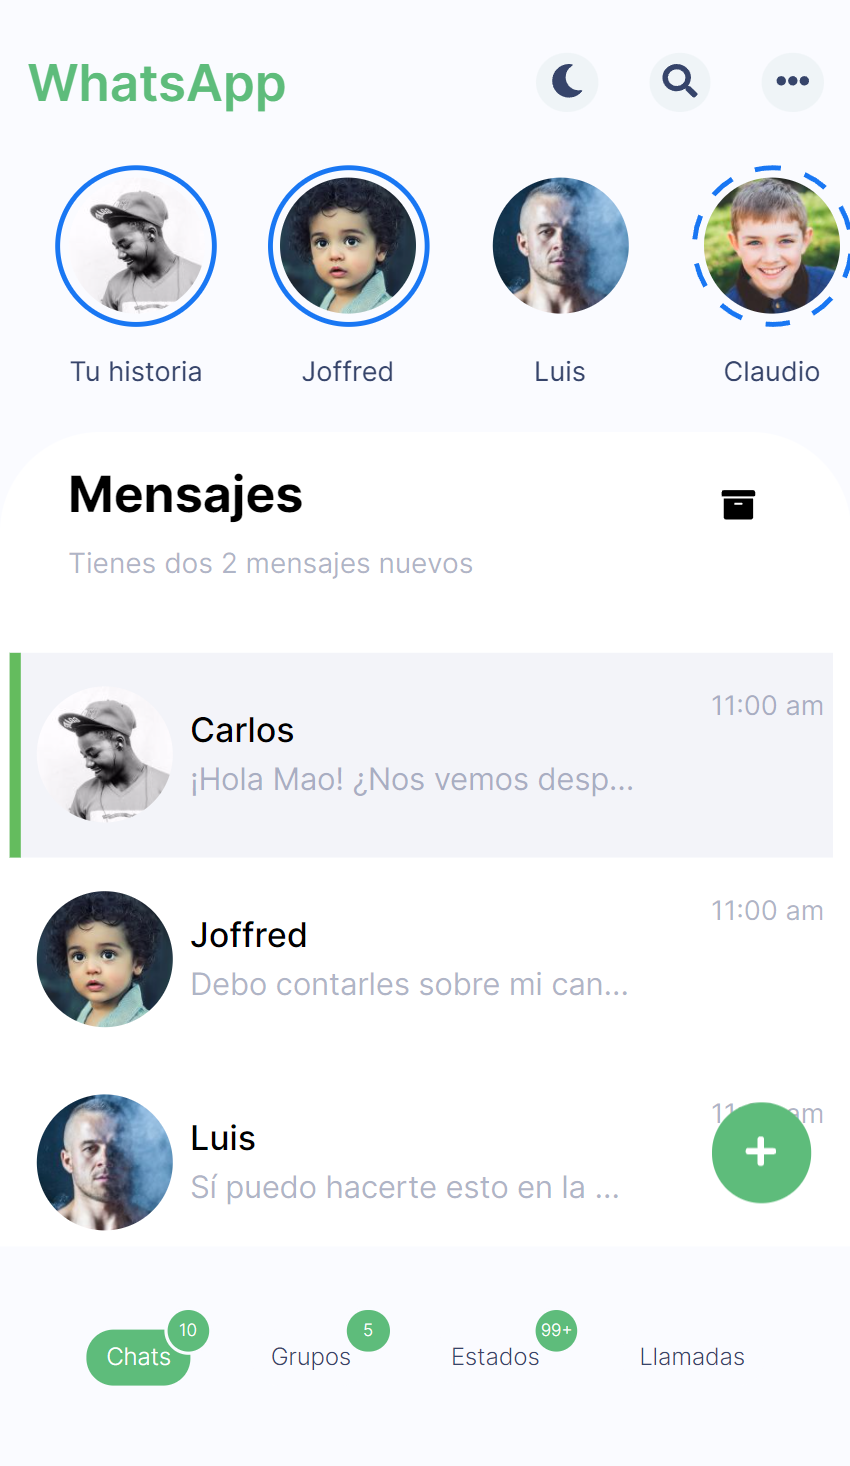 WhatsApp
Tu historia
Joffred
Luis
Claudio
Mensajes
Tienes dos 2 mensajes nuevos
Carlos
11:00 am
¡Hola Mao! ¿Nos vemos desp...
Joffred
11:00 am
Debo contarles sobre mi can...
Luis
am
Sí puedo hacerte esto en la ...
Chats
10
Grupos
5
Estados
99+
Llamadas